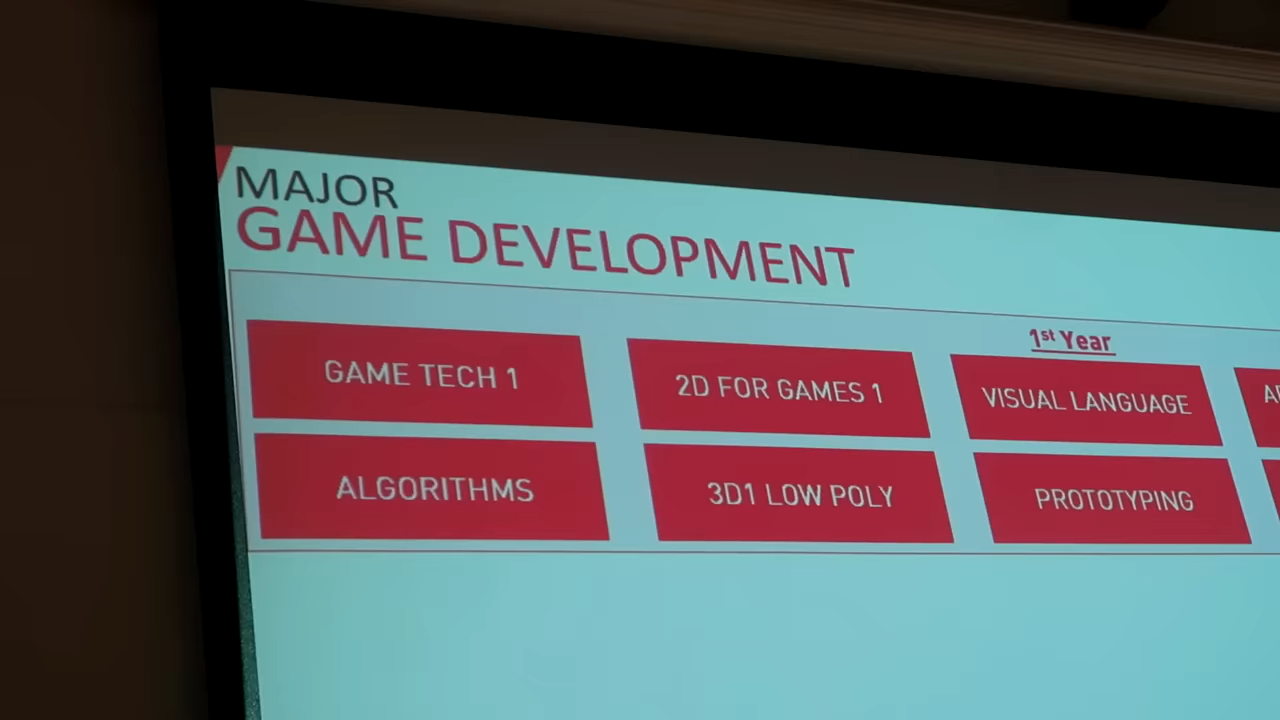 MAJOR
GAME DEVELOPMENT
1st Year
GAME TECH 1
2D FOR GAMES 1
VISUAL LANGUAGE
ALGORITHMS
3D1 LOW POLY
PROTOTYPING